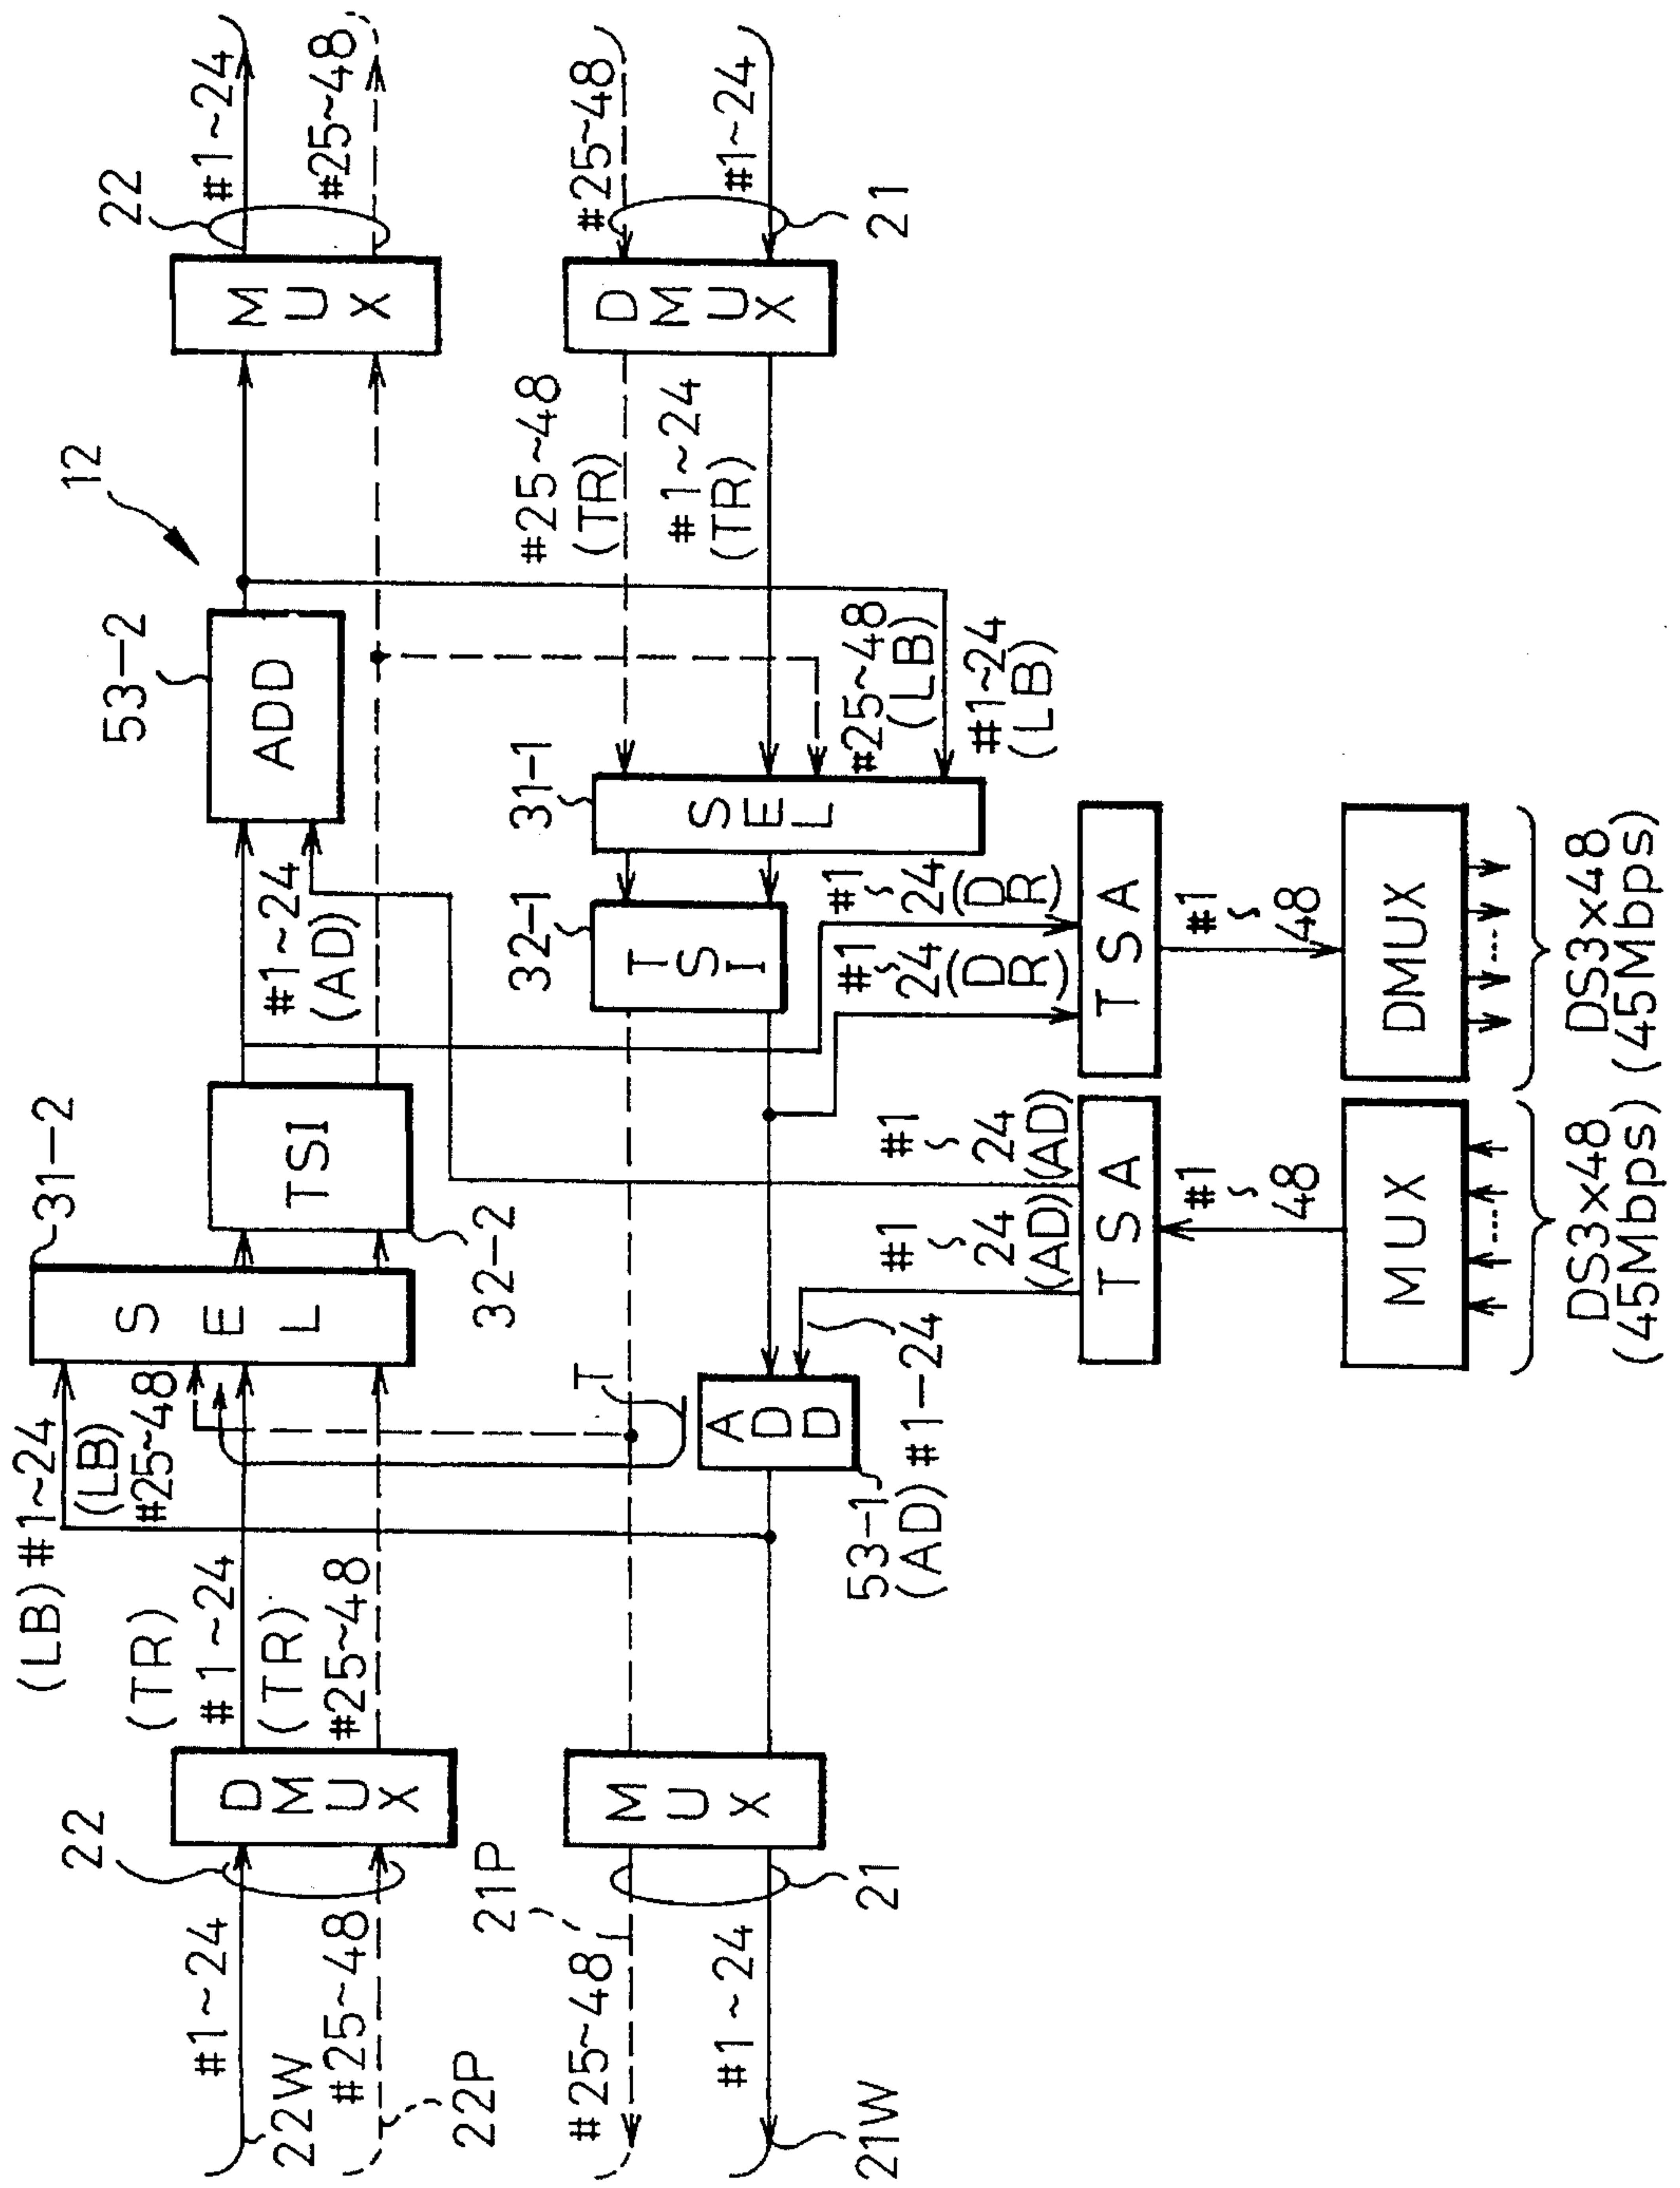 (LB) #1~24
(LB)
#25~48
31-2
(TR)
#1~24
(TR)
#25~48
22
DMUX
#1~24
22W
#25~48
22P
SEL
TSI
32-2
#1~24
(AD)
53-2
ADD
12
MUX
22
#1~24
#25~48
21P
#25~48
#1~24
21W
MUX
21
T
ADD
53-1
(AD) #1-24
32-1
TSI
31-1
SEL
#25~48
(LB)
#1~24
(LB)
#25~48
(TR)
#1~24
(TR)
DMUX
#25~48
#1~24
21
#1
~
24
(AD)
#1
~
24
(AD)
#1
~
24(DR)
#1
~
24(DR)
TSA
TSA
#1
~
48
#1
~
48
MUX
DMUX
DS3×48
(45Mbps)
DS3×48
(45Mbps)